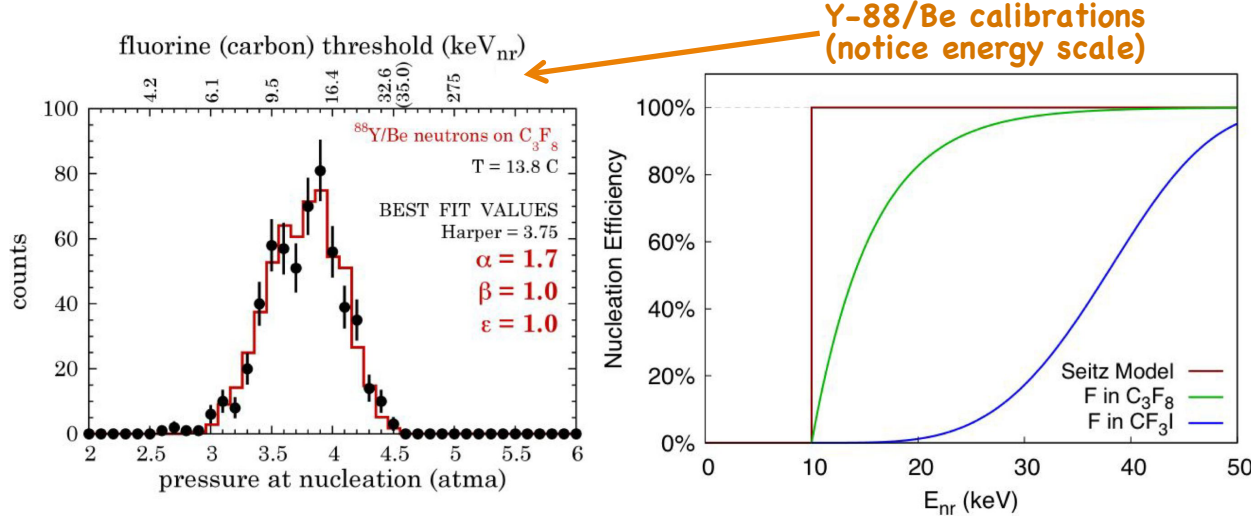 Y-88/Be calibrations
(notice energy scale)
fluorine (carbon) threshold (keVnr)
4.2
6.1
9.5
16.4
32.6
(35.0)
275
100
80
60
40
20
0
counts
88Y/Be neutrons on C3F8
T = 13.8 C
BEST FIT VALUES
Harper = 3.75
α = 1.7
β = 1.0
ε = 1.0
2 2.5 3 3.5 4 4.5 5 5.5 6
pressure at nucleation (atma)
100%
80%
60%
40%
20%
0%
Nucleation Efficiency
Seitz Model
F in C3F8
F in CF3I
0 10 20 30 40 50
Enr (keV)